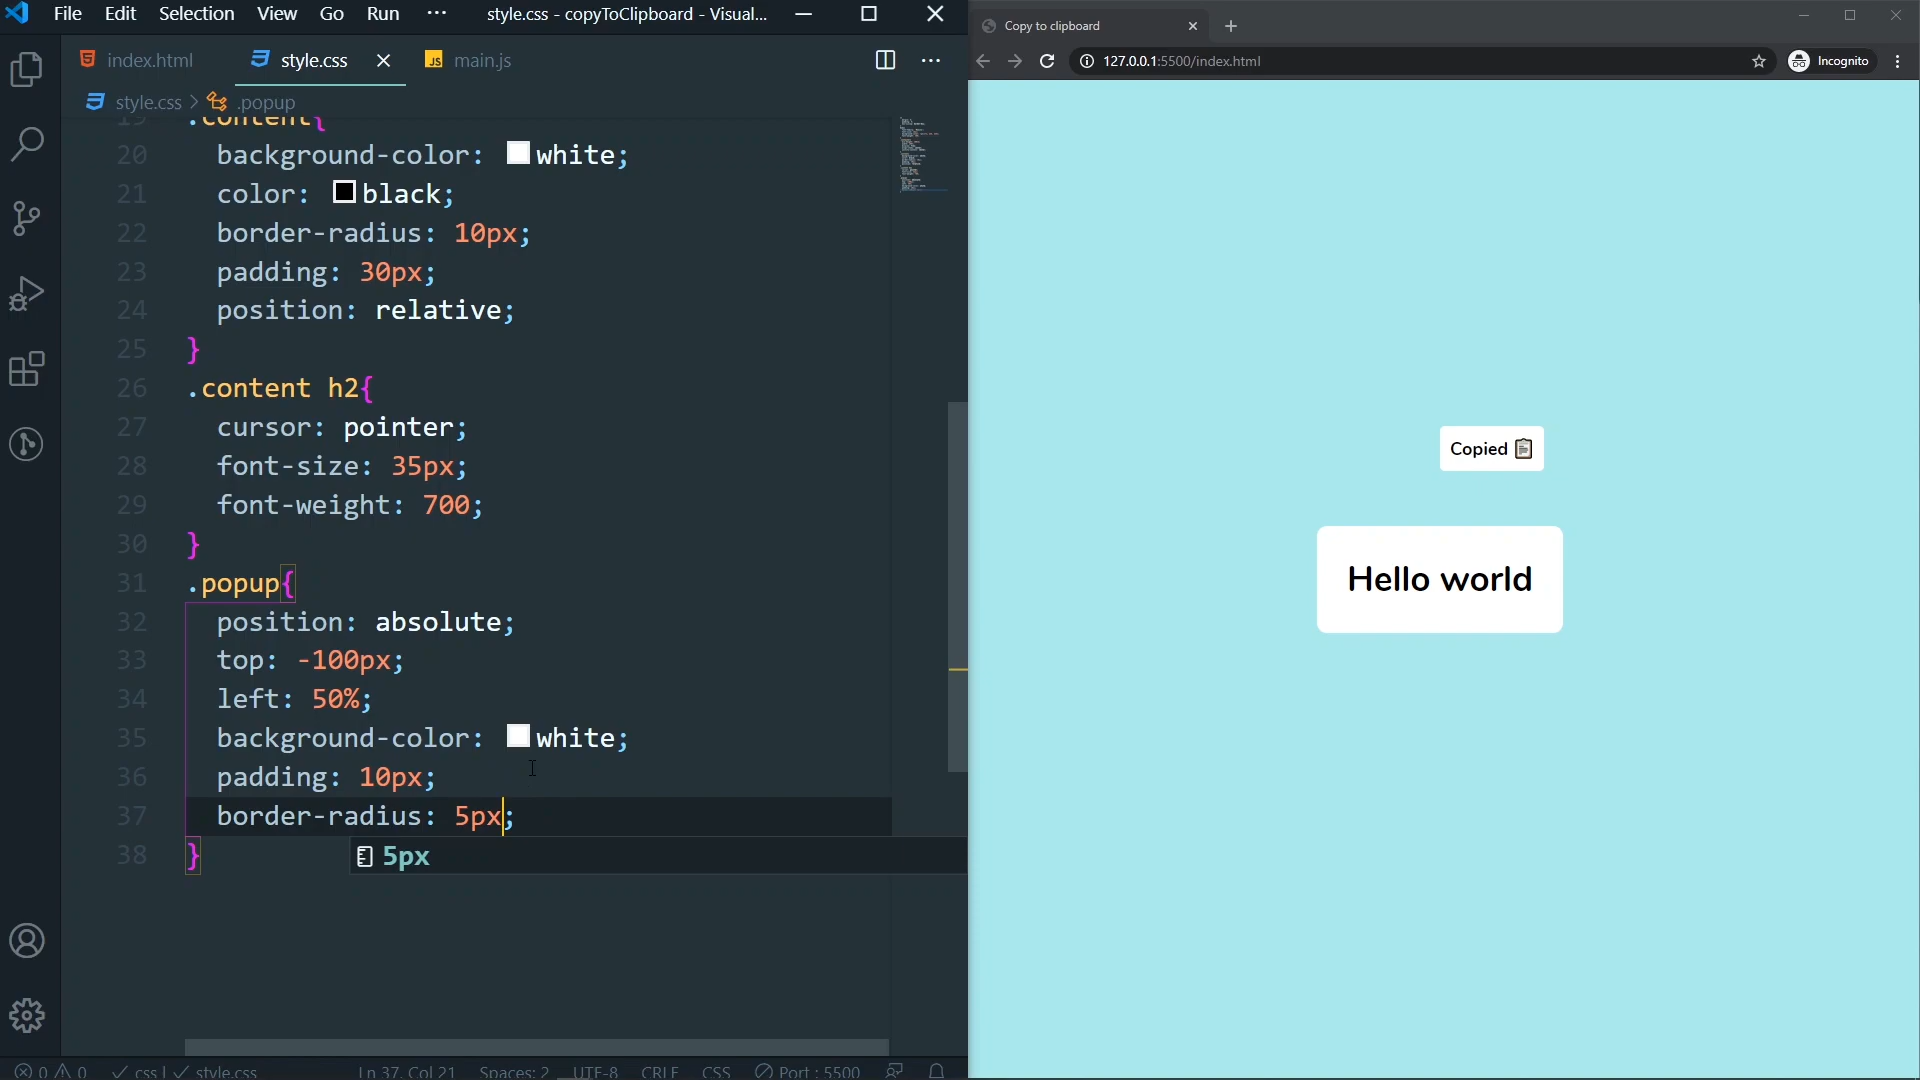 File Edit Selection View Go Run ··· style.css - copyToClipboard - Visual...
index.html style.css JS main.js ···
style.css > .popup
19 .content{
20 background-color: white;
21 color: black;
22 border-radius: 10px;
23 padding: 30px;
24 position: relative;
25 }
26 .content h2{
27 cursor: pointer;
28 font-size: 35px;
29 font-weight: 700;
30 }
31 .popup{
32 position: absolute;
33 top: -100px;
34 left: 50%;
35 background-color: white;
36 padding: 10px;
37 border-radius: 5px;
38 }
5px
0 0 css | style.css Ln 37, Col 21 Spaces: 2 UTF-8 CRLF CSS Port : 5500
Copy to clipboard
127.0.0.1:5500/index.html Incognito
Copied 📋
Hello world